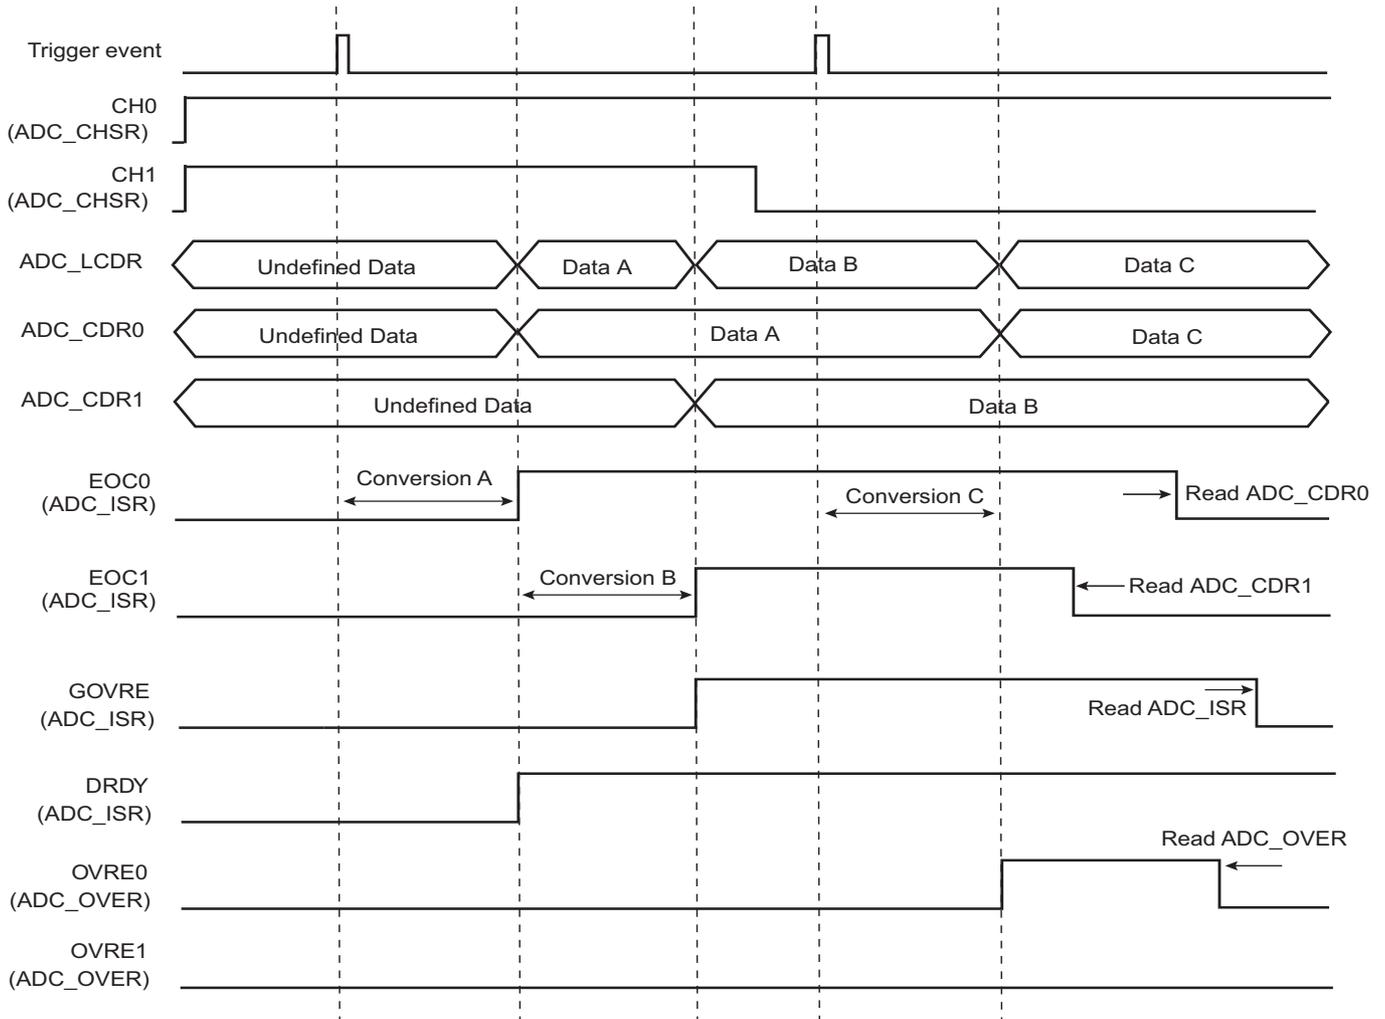 Trigger event
CH0
(ADC_CHSR)
CH1
(ADC_CHSR)
ADC_LCDR
Undefined Data
Data A
Data B
Data C
ADC_CDR0
Undefined Data
Data A
Data C
ADC_CDR1
Undefined Data
Data B
EOC0
(ADC_ISR)
Conversion A
Conversion C
Read ADC_CDR0
EOC1
(ADC_ISR)
Conversion B
Read ADC_CDR1
GOVRE
(ADC_ISR)
Read ADC_ISR
DRDY
(ADC_ISR)
Read ADC_OVER
OVRE0
(ADC_OVER)
OVRE1
(ADC_OVER)